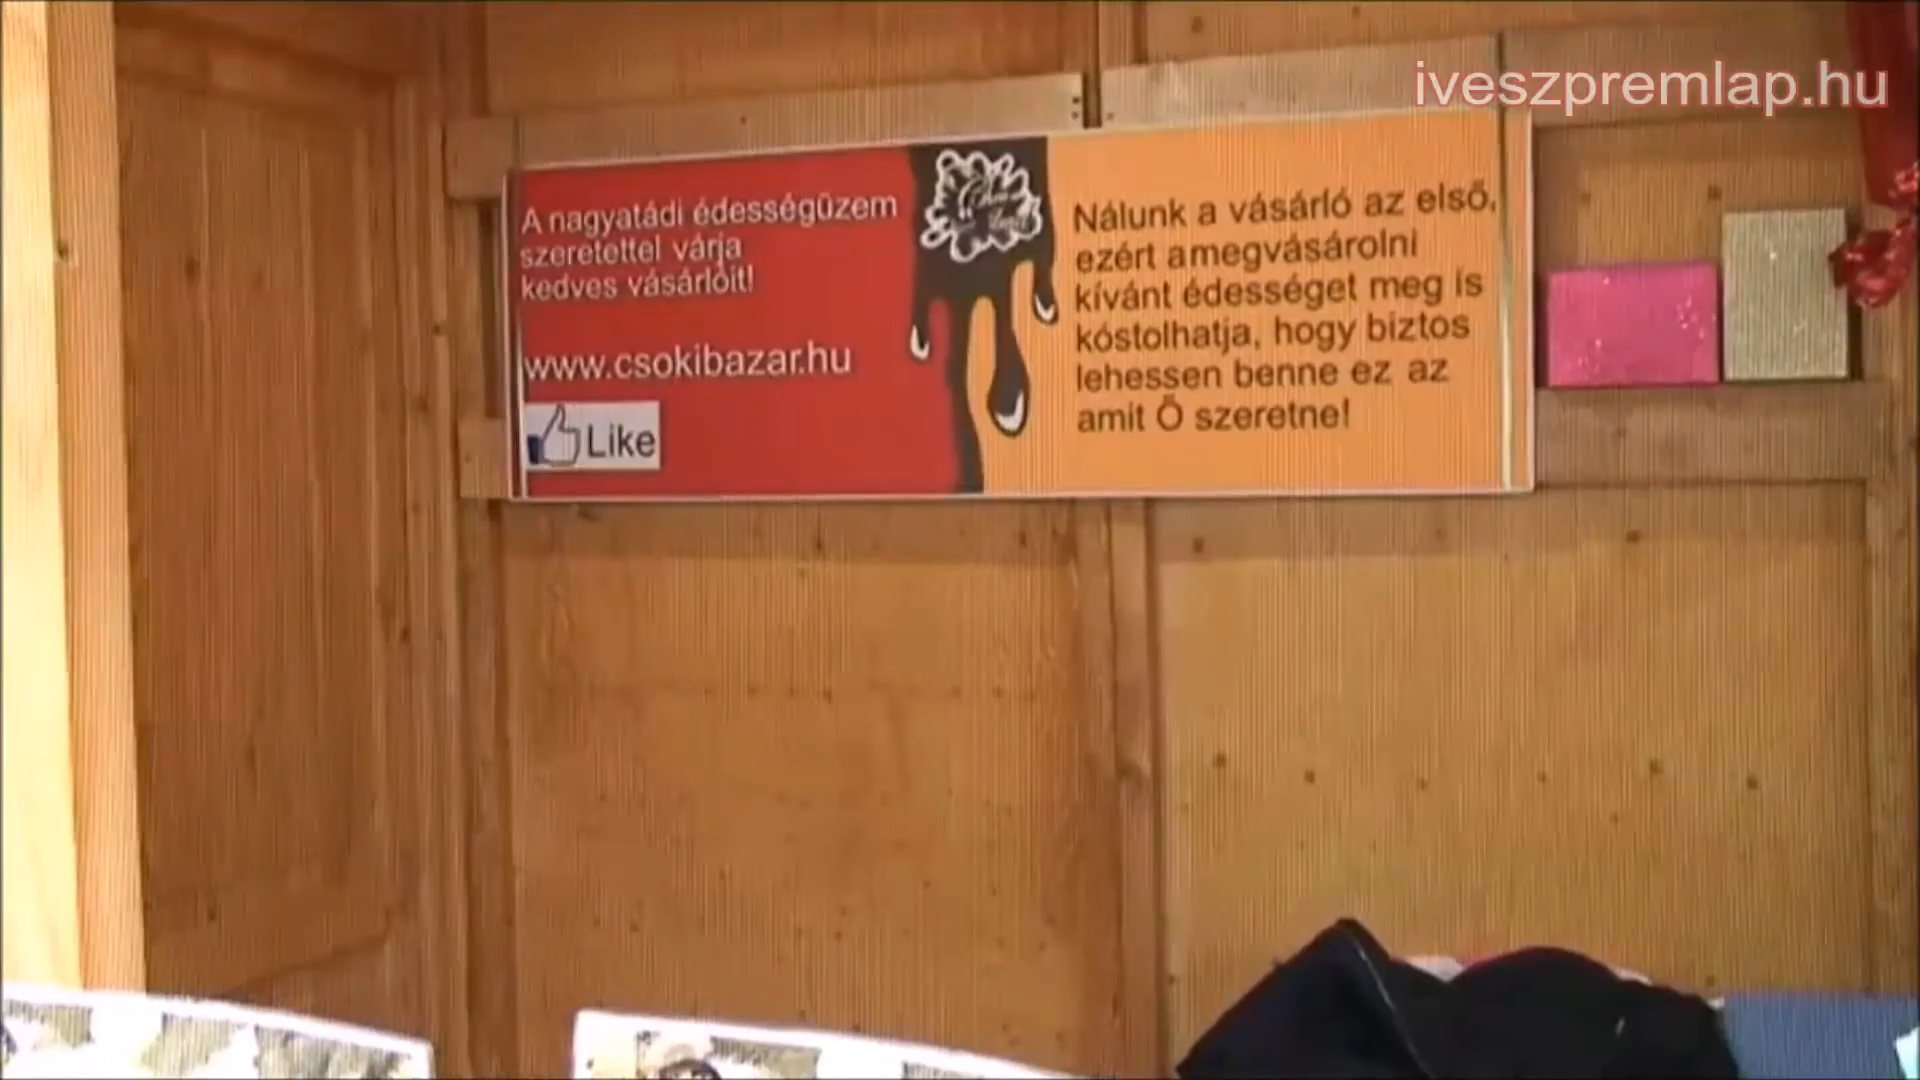 iveszpremlap.hu
A nagyatádi édességüzem
szeretettel várja
kedves vásárlóit!
www.csokibazar.hu
Like
Nálunk a vásárló az első,
ezért amegvásárolni
kívánt édességet meg is
kóstolhatja, hogy biztos
lehessen benne ez az
amit Ő szeretne!